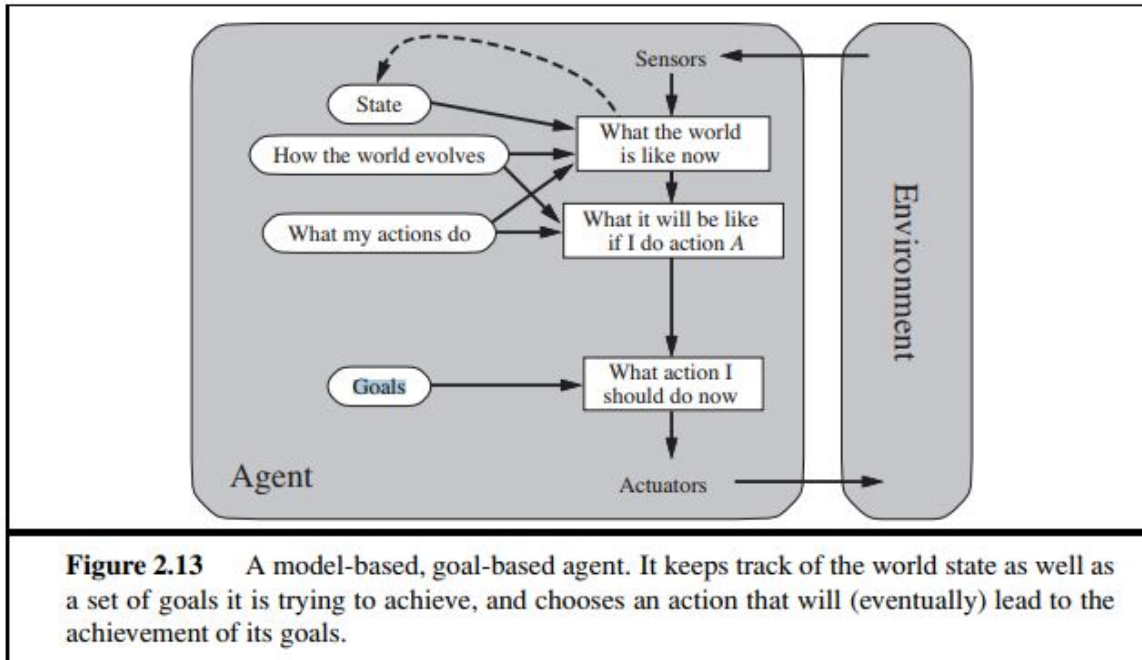 Sensors
State
What the world
is like now
How the world evolves
What it will be like
if I do action A
What my actions do
Environment
Goals
What action I
should do now
Agent
Actuators
Figure 2.13 A model-based, goal-based agent. It keeps track of the world state as well as
a set of goals it is trying to achieve, and chooses an action that will (eventually) lead to the
achievement of its goals.